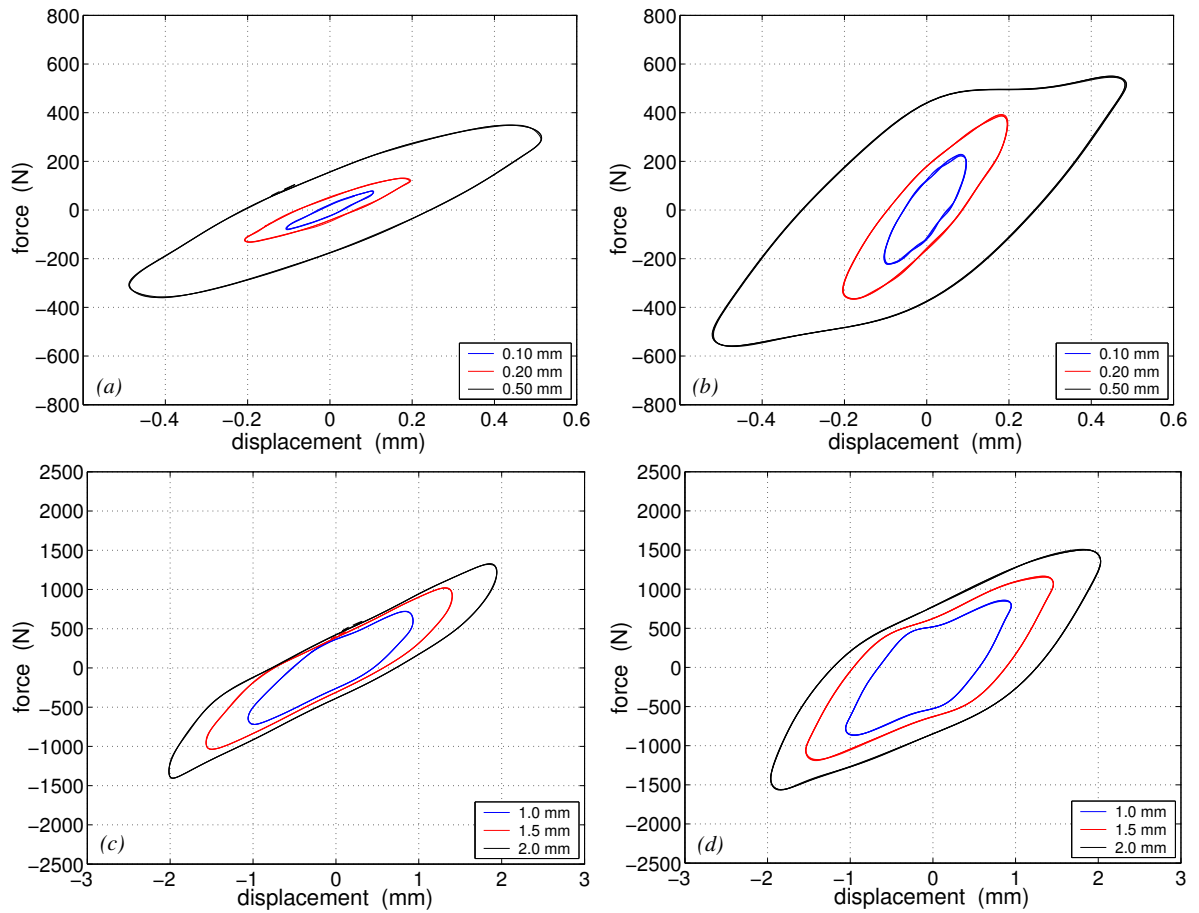 800
600
400
200
0
−200
−400
−600
−800
force (N)
0.10 mm
0.20 mm
0.50 mm
(a)
−0.4 −0.2 0 0.2 0.4 0.6
displacement (mm)
800
600
400
200
0
−200
−400
−600
−800
force (N)
0.10 mm
0.20 mm
0.50 mm
(b)
−0.4 −0.2 0 0.2 0.4 0.6
displacement (mm)
2500
2000
1500
1000
500
0
−500
−1000
−1500
−2000
−2500
force (N)
1.0 mm
1.5 mm
2.0 mm
(c)
−3 −2 −1 0 1 2 3
displacement (mm)
2500
2000
1500
1000
500
0
−500
−1000
−1500
−2000
−2500
force (N)
1.0 mm
1.5 mm
2.0 mm
(d)
−3 −2 −1 0 1 2 3
displacement (mm)